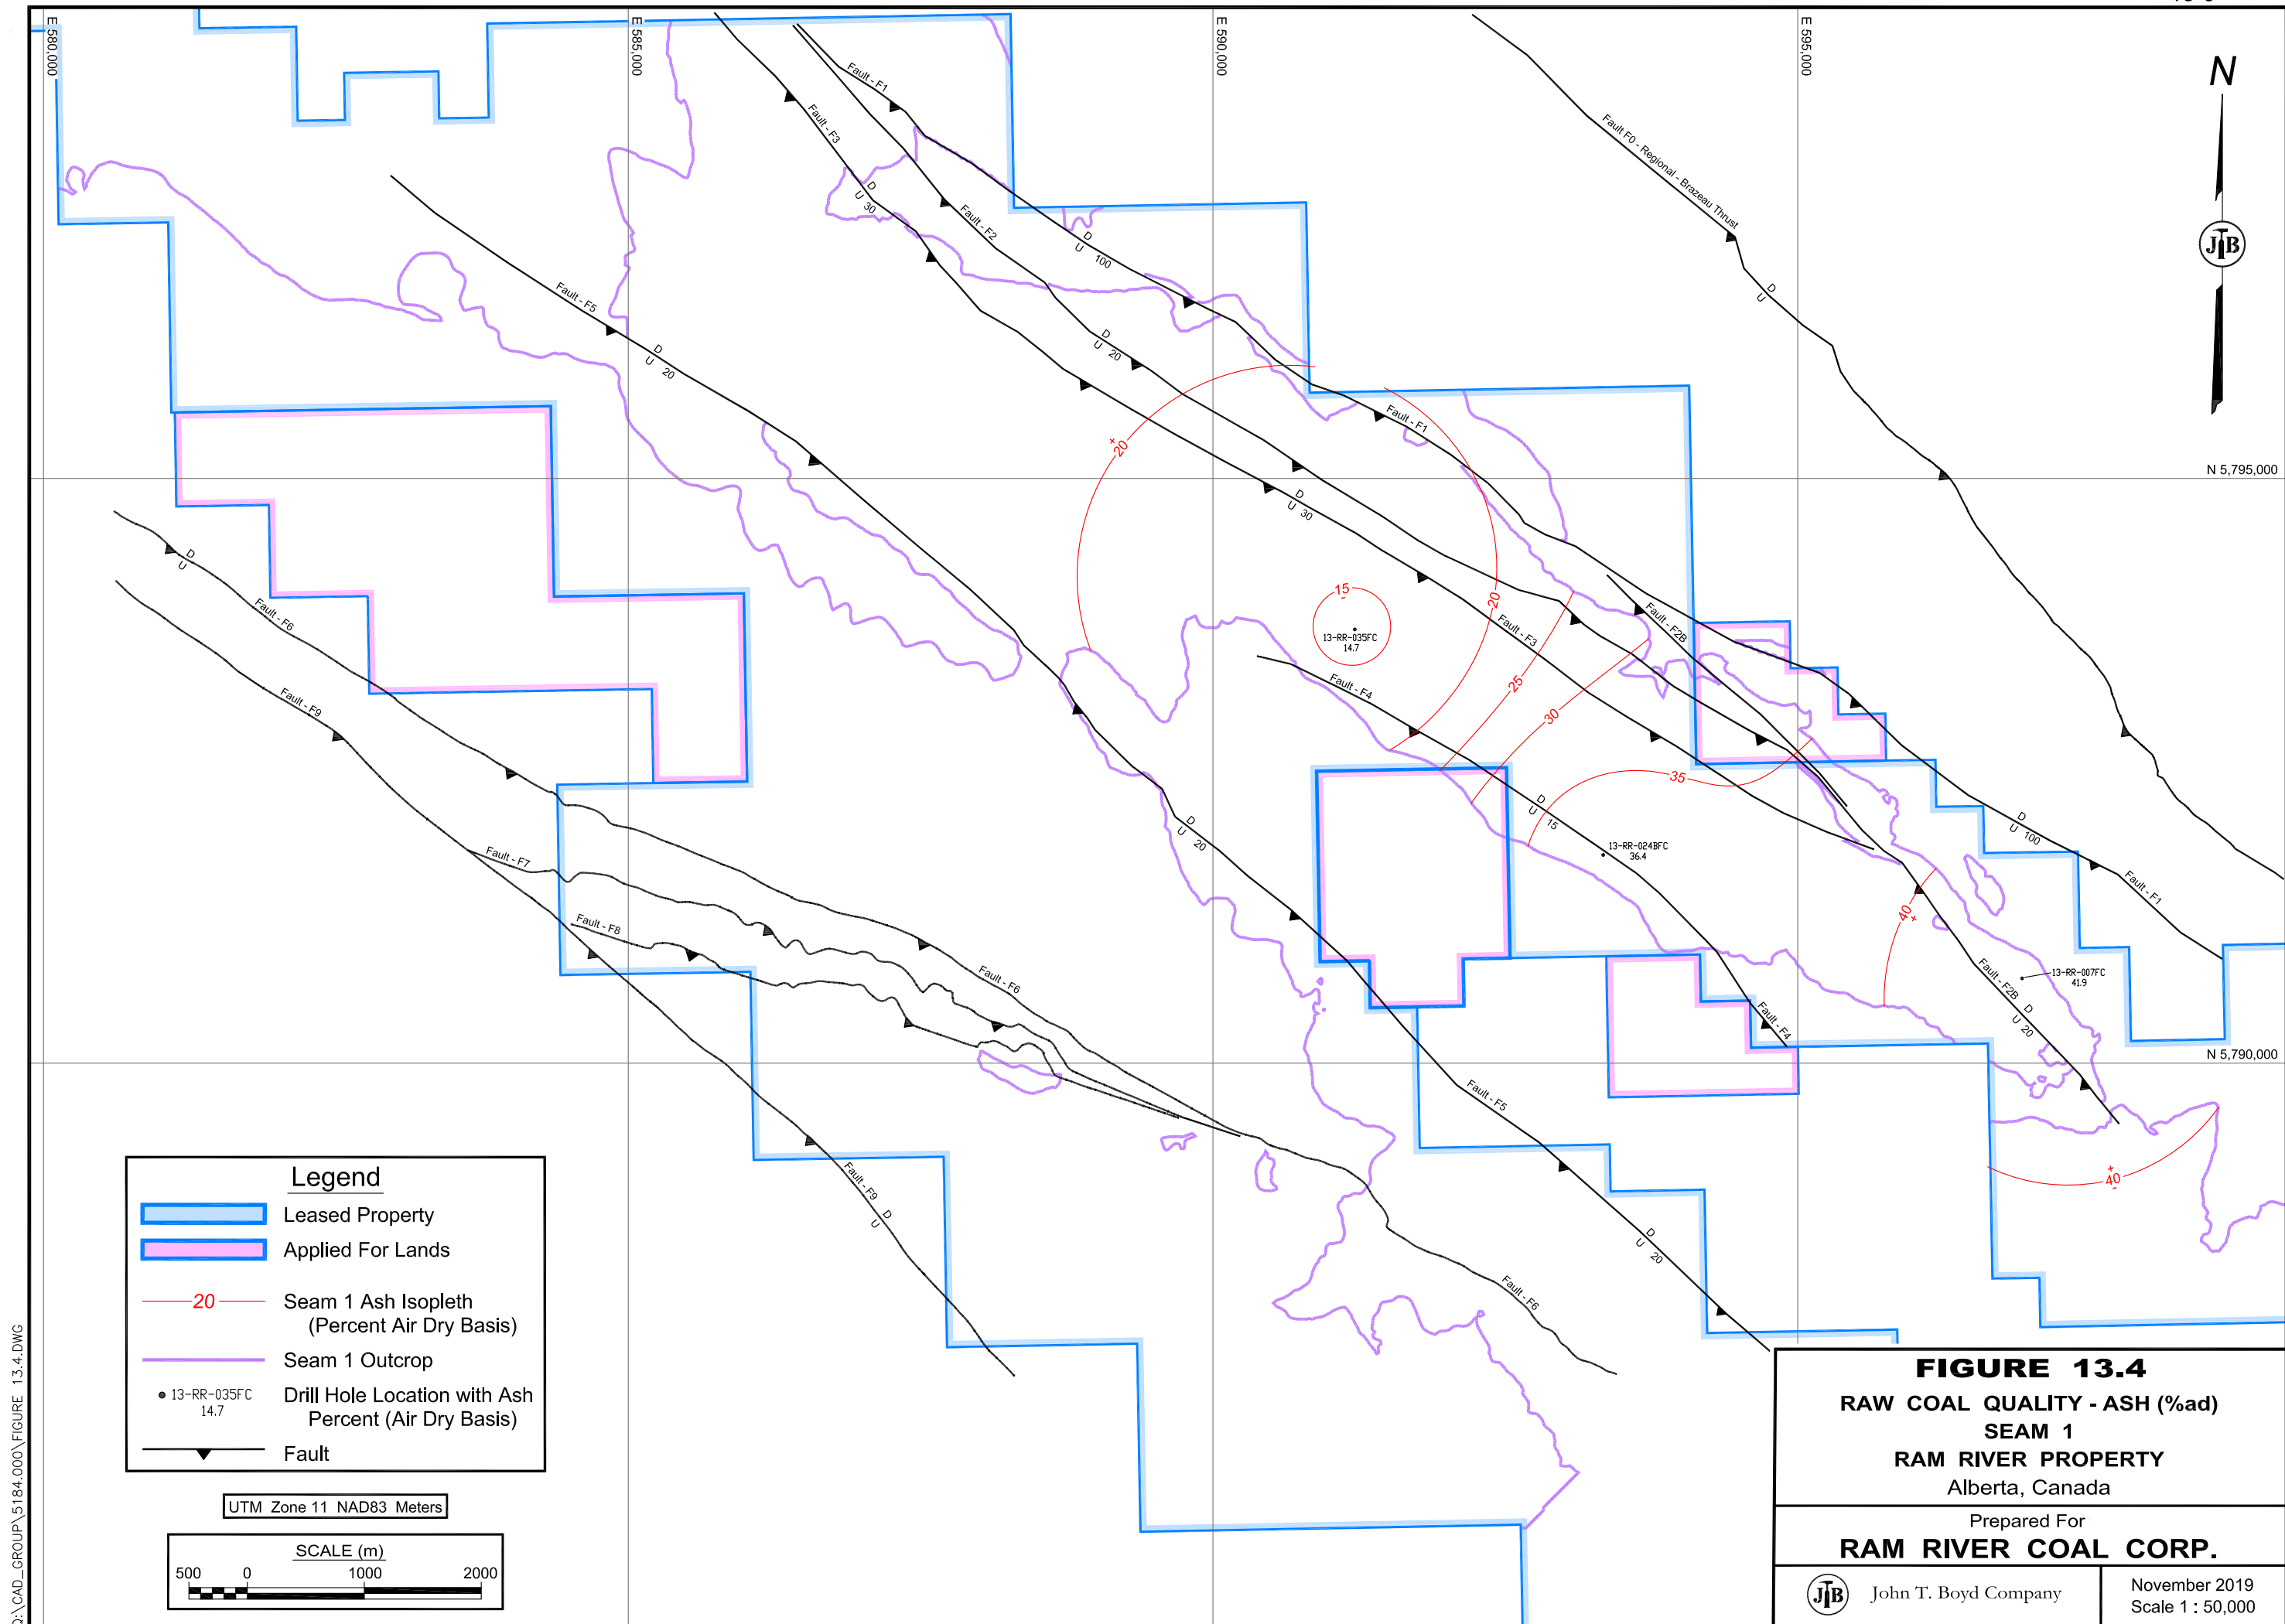 E 580,000
E 585,000
E 590,000
E 595,000
N
JTB
Fault - F1
Fault - F3
Fault F0 - Regional - Brazeau Thrust
D
U 30
Fault - F2
D
U 100
D
U
Fault - F5
D
U 20
D
U 20
Fault - F1
+
20
N 5,795,000
D
U 30
D
U
Fault - F6
15
-
13-RR-035FC
14.7
20
Fault - F3
Fault - F2B
Fault - F4
25
30
Fault - F9
35
D
U 20
D
U 15
D
U 100
13-RR-024BFC
36.4
Fault - F7
Fault - F8
Fault - F1
40
+
Fault - F6
Fault - F2B
13-RR-007FC
41.9
D
U 20
Fault - F4
N 5,790,000
Fault - F5
+
40
-
Fault - F9
D
U
D
U 20
Fault - F6
Legend
Leased Property
Applied For Lands
20
Seam 1 Ash Isopleth
(Percent Air Dry Basis)
Seam 1 Outcrop
13-RR-035FC
14.7
Drill Hole Location with Ash
Percent (Air Dry Basis)
Fault
UTM Zone 11 NAD83 Meters
SCALE (m)
500 0 1000 2000
Q:\CAD_GROUP\5184.000\FIGURE 13.4.DWG
FIGURE 13.4
RAW COAL QUALITY - ASH (%ad)
SEAM 1
RAM RIVER PROPERTY
Alberta, Canada
Prepared For
RAM RIVER COAL CORP.
JTB
John T. Boyd Company
November 2019
Scale 1 : 50,000